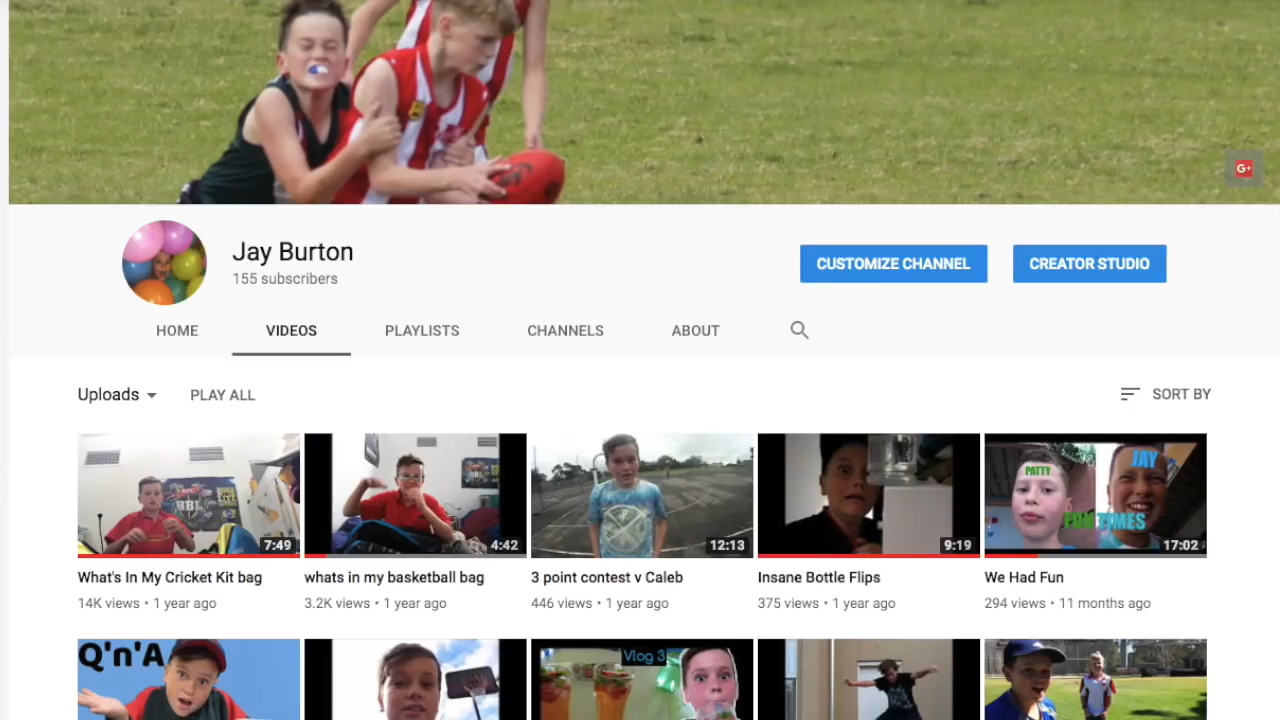 G+
Jay Burton
155 subscribers
CUSTOMIZE CHANNEL
CREATOR STUDIO
HOME
VIDEOS
PLAYLISTS
CHANNELS
ABOUT
Uploads
PLAY ALL
SORT BY
BBL
7:49
4:42
12:13
9:19
PATTY
JAY
FUN TIMES
17:02
What's In My Cricket Kit bag
whats in my basketball bag
3 point contest v Caleb
Insane Bottle Flips
We Had Fun
14K views • 1 year ago
3.2K views • 1 year ago
446 views • 1 year ago
375 views • 1 year ago
294 views • 11 months ago
Q'n'A
Vlog 3